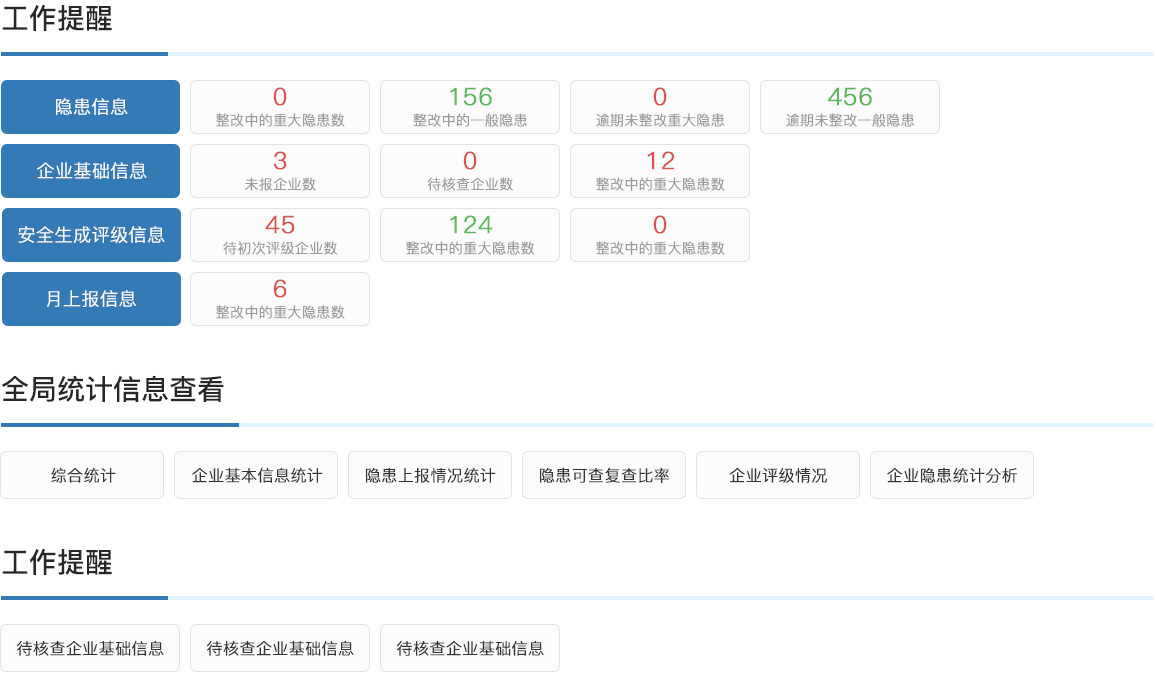 工作提醒
隐患信息
0
整改中的重大隐患数
156
整改中的一般隐患
0
逾期未整改重大隐患
456
逾期未整改一般隐患
企业基础信息
3
未报企业数
0
待核查企业数
12
整改中的重大隐患数
安全生成评级信息
45
待初次评级企业数
124
整改中的重大隐患数
0
整改中的重大隐患数
月上报信息
6
整改中的重大隐患数
全局统计信息查看
综合统计
企业基本信息统计
隐患上报情况统计
隐患可查复查比率
企业评级情况
企业隐患统计分析
工作提醒
待核查企业基础信息
待核查企业基础信息
待核查企业基础信息